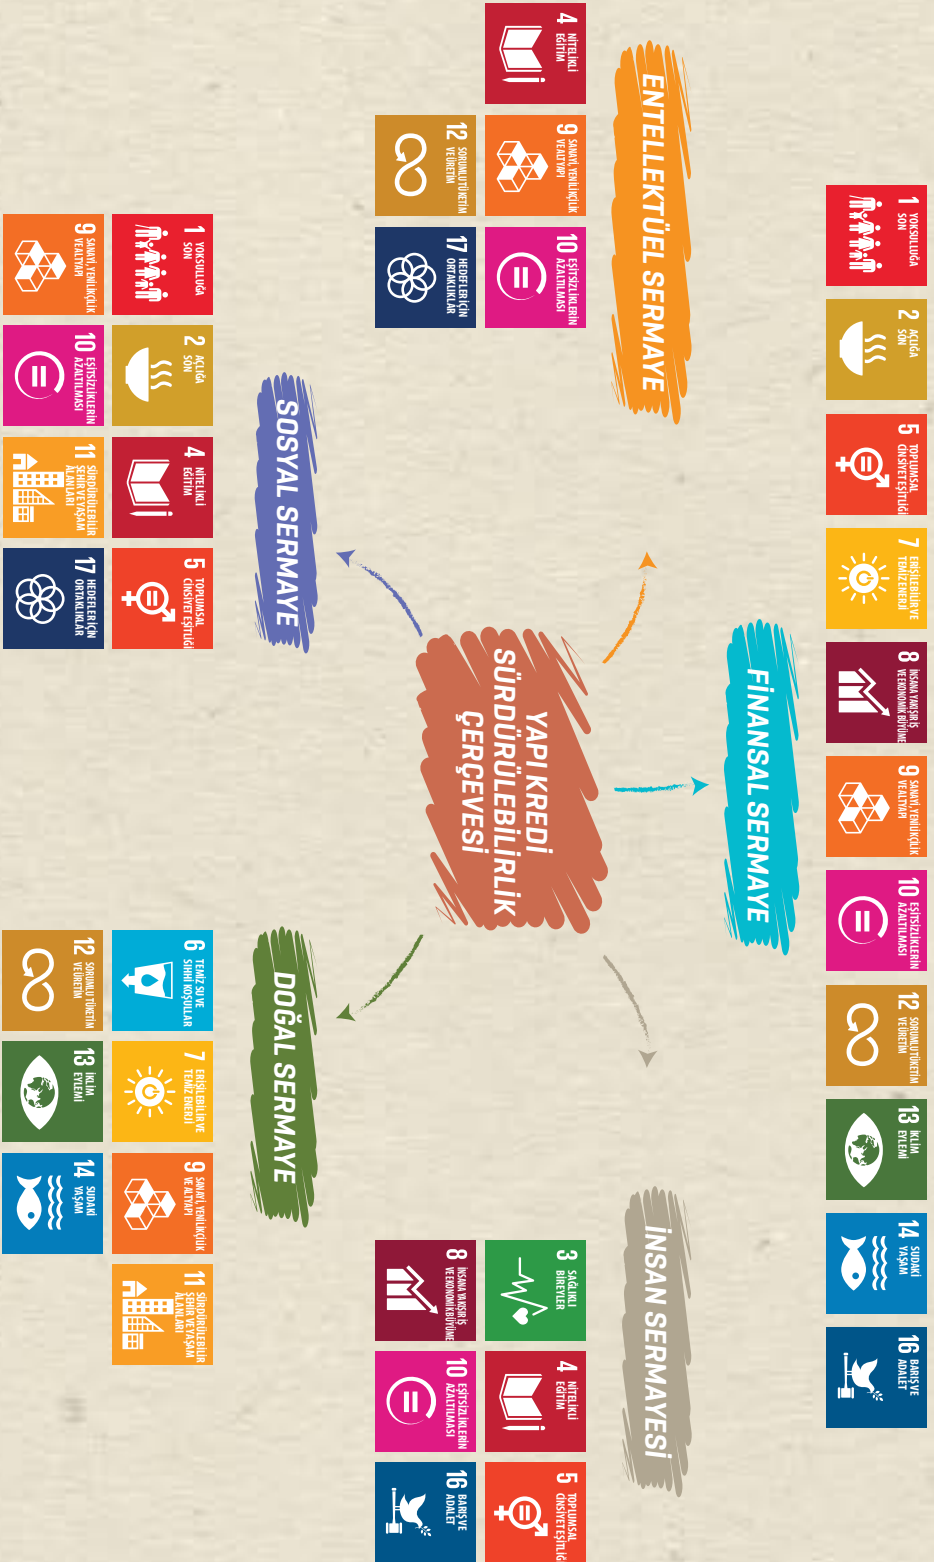 1 YOKSULLUĞA
SON
2 AÇLIĞA
SON
5 TOPLUMSAL
CİNSİYET EŞİTLİĞİ
7 ERİŞİLEBİLİR VE
TEMİZ ENERJİ
8 İNSANA YAKIŞIR İŞ
VE EKONOMİK BÜYÜME
9 SANAYİ, YENİLİKÇİLİK
VE ALTYAPI
10 EŞİTSİZLİKLERİN
AZALTILMASI
12 SORUMLU TÜKETİM
VE ÜRETİM
13 İKLİM
EYLEMİ
14 SUDAKİ
YAŞAM
16 BARIŞ VE
ADALET
FİNANSAL SERMAYE
ENTELLEKTÜEL SERMAYE
4 NİTELİKLİ
EĞİTİM
9 SANAYİ, YENİLİKÇİLİK
VE ALTYAPI
10 EŞİTSİZLİKLERİN
AZALTILMASI
12 SORUMLU TÜKETİM
VE ÜRETİM
17 HEDEFLER İÇİN
ORTAKLIKLAR
İNSAN SERMAYESİ
3 SAĞLIKLI
BİREYLER
4 NİTELİKLİ
EĞİTİM
5 TOPLUMSAL
CİNSİYET EŞİTLİĞİ
8 İNSANA YAKIŞIR İŞ
VE EKONOMİK BÜYÜME
10 EŞİTSİZLİKLERİN
AZALTILMASI
16 BARIŞ VE
ADALET
YAPI KREDİ
SÜRDÜRÜLEBİLİRLİK
ÇERÇEVESİ
SOSYAL SERMAYE
1 YOKSULLUĞA
SON
2 AÇLIĞA
SON
4 NİTELİKLİ
EĞİTİM
5 TOPLUMSAL
CİNSİYET EŞİTLİĞİ
9 SANAYİ, YENİLİKÇİLİK
VE ALTYAPI
10 EŞİTSİZLİKLERİN
AZALTILMASI
11 SÜRDÜRÜLEBİLİR
ŞEHİR VE YAŞAM
ALANLARI
17 HEDEFLER İÇİN
ORTAKLIKLAR
DOĞAL SERMAYE
6 TEMİZ SU VE
SIHHİ KOŞULLAR
7 ERİŞİLEBİLİR VE
TEMİZ ENERJİ
9 SANAYİ, YENİLİKÇİLİK
VE ALTYAPI
11 SÜRDÜRÜLEBİLİR
ŞEHİR VE YAŞAM
ALANLARI
12 SORUMLU TÜKETİM
VE ÜRETİM
13 İKLİM
EYLEMİ
14 SUDAKİ
YAŞAM